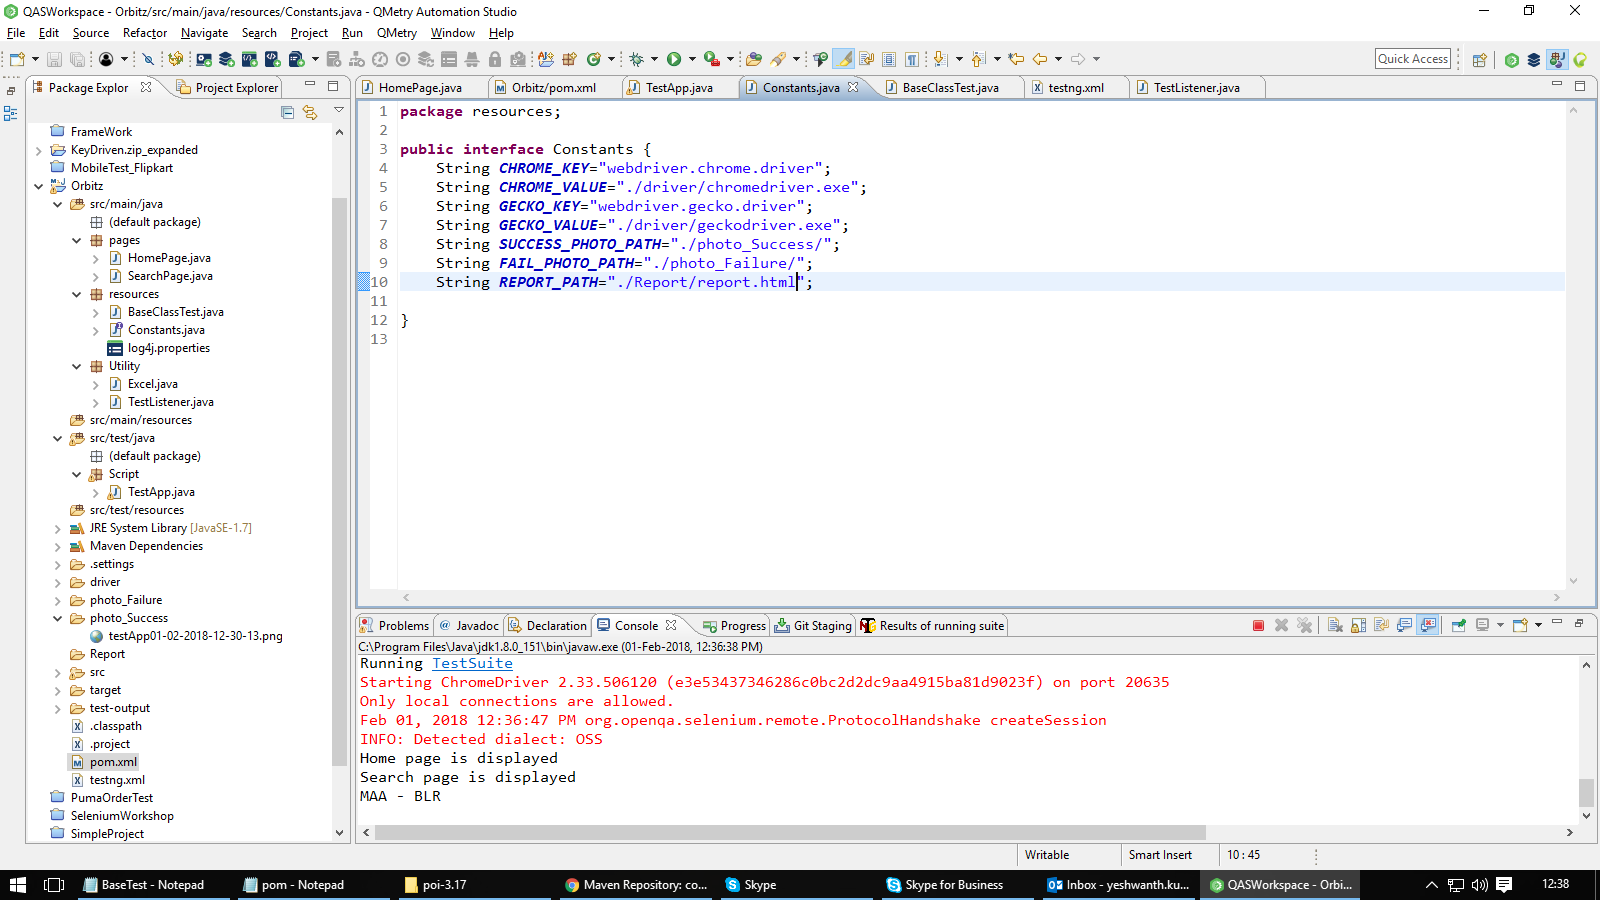 QASWorkspace - Orbitz/src/main/java/resources/Constants.java - QMetry Automation Studio
File Edit Source Refactor Navigate Search Project Run QMetry Window Help
Quick Access
Package Explor
Project Explorer
HomePage.java
Orbitz/pom.xml
TestApp.java
Constants.java
BaseClassTest.java
testng.xml
TestListener.java
FrameWork
KeyDriven.zip_expanded
MobileTest_Flipkart
Orbitz
src/main/java
(default package)
pages
HomePage.java
SearchPage.java
resources
BaseClassTest.java
Constants.java
log4j.properties
Utility
Excel.java
TestListener.java
src/main/resources
src/test/java
(default package)
Script
TestApp.java
src/test/resources
JRE System Library [JavaSE-1.7]
Maven Dependencies
.settings
driver
photo_Failure
photo_Success
testApp01-02-2018-12-30-13.png
Report
src
target
test-output
.classpath
.project
pom.xml
testng.xml
PumaOrderTest
SeleniumWorkshop
SimpleProject
1 package resources;
2
3 public interface Constants {
4 String CHROME_KEY="webdriver.chrome.driver";
5 String CHROME_VALUE="./driver/chromedriver.exe";
6 String GECKO_KEY="webdriver.gecko.driver";
7 String GECKO_VALUE="./driver/geckodriver.exe";
8 String SUCCESS_PHOTO_PATH="./photo_Success/";
9 String FAIL_PHOTO_PATH="./photo_Failure/";
10 String REPORT_PATH="./Report/report.html";
11
12 }
13
Problems @ Javadoc Declaration Console Progress Git Staging Results of running suite
C:\Program Files\Java\jdk1.8.0_151\bin\javaw.exe (01-Feb-2018, 12:36:38 PM)
Running TestSuite
Starting ChromeDriver 2.33.506120 (e3e53437346286c0bc2d2dc9aa4915ba81d9023f) on port 20635
Only local connections are allowed.
Feb 01, 2018 12:36:47 PM org.openqa.selenium.remote.ProtocolHandshake createSession
INFO: Detected dialect: OSS
Home page is displayed
Search page is displayed
MAA - BLR
Writable Smart Insert 10 : 45
BaseTest - Notepad
pom - Notepad
poi-3.17
Maven Repository: co...
Skype
Skype for Business
Inbox - yeshwanth.ku...
QASWorkspace - Orbi...
12:38